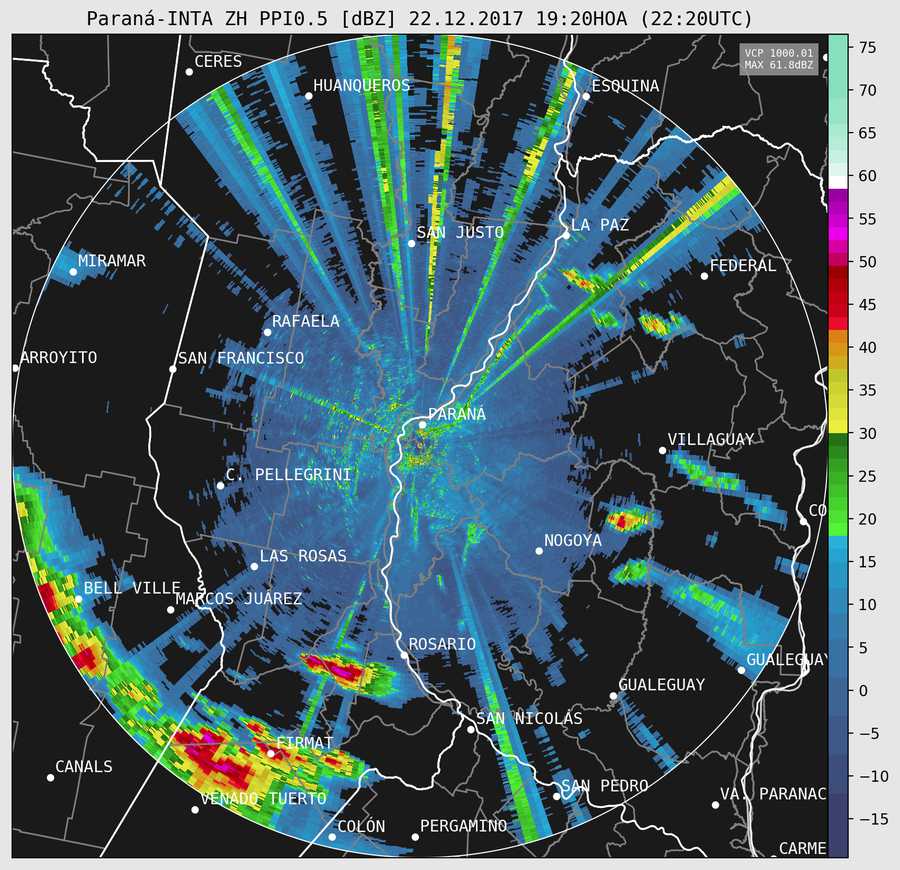 Paraná-INTA ZH PPI0.5 [dBZ] 22.12.2017 19:20HOA (22:20UTC)
VCP 1000.01
MAX 61.8dBZ
CERES
HUANQUEROS
ESQUINA
SAN JUSTO
LA PAZ
MIRAMAR
FEDERAL
RAFAELA
ARROYITO
SAN FRANCISCO
PARANÁ
VILLAGUAY
C. PELLEGRINI
CO
NOGOYA
LAS ROSAS
BELL VILLE
MARCOS JUÁREZ
ROSARIO
GUALEGUAY
GUALEGUAY
SAN NICOLÁS
FIRMAT
CANALS
SAN PEDRO
VENADO TUERTO
VA. PARANAC
COLÓN
PERGAMINO
CARME
75
70
65
60
55
50
45
40
35
30
25
20
15
10
5
0
−5
−10
−15